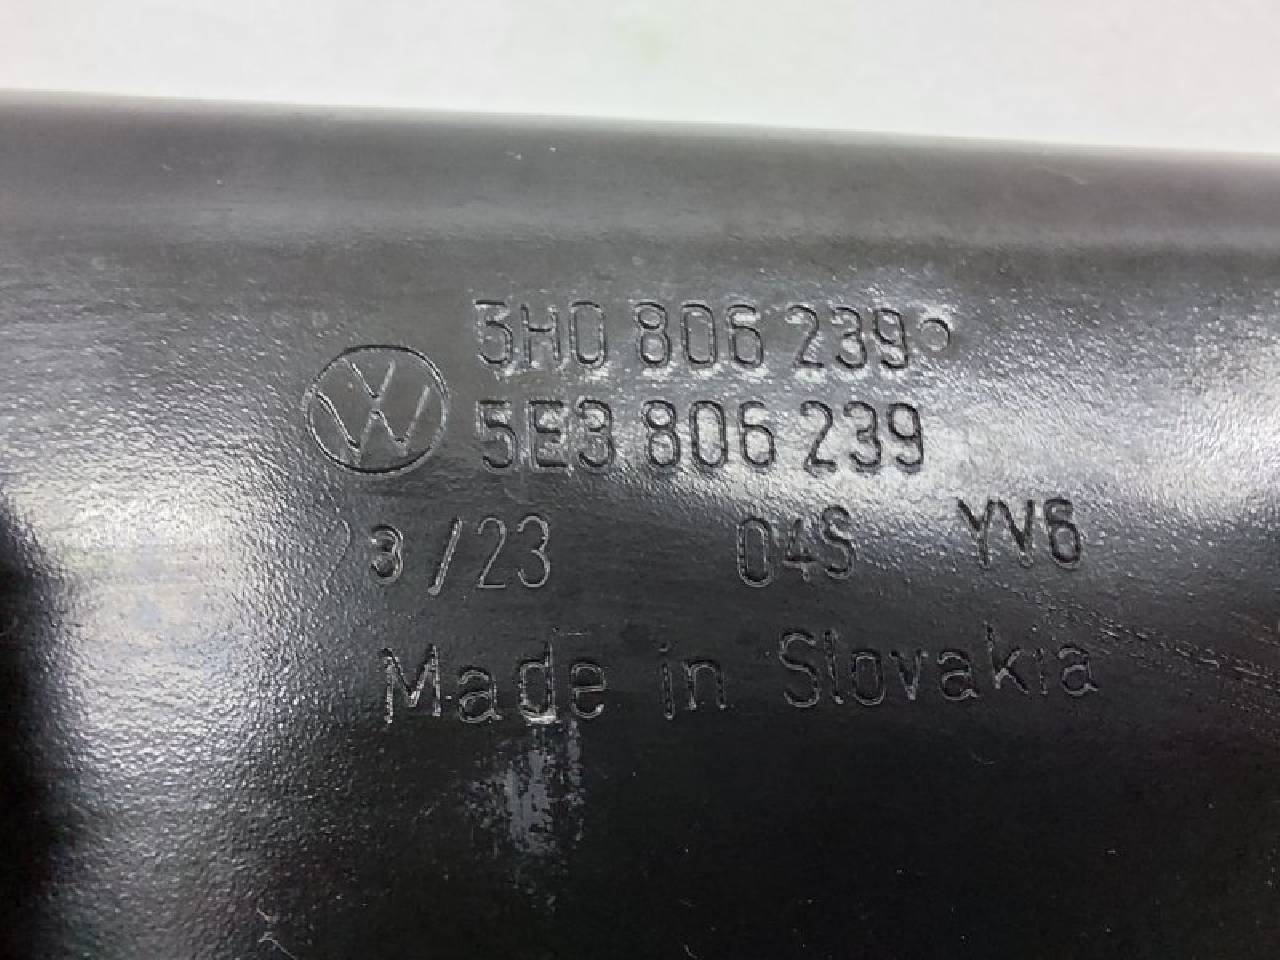 5H0 806 239
5E3 806 239
3/23 04S YV6
Made in Slovakia